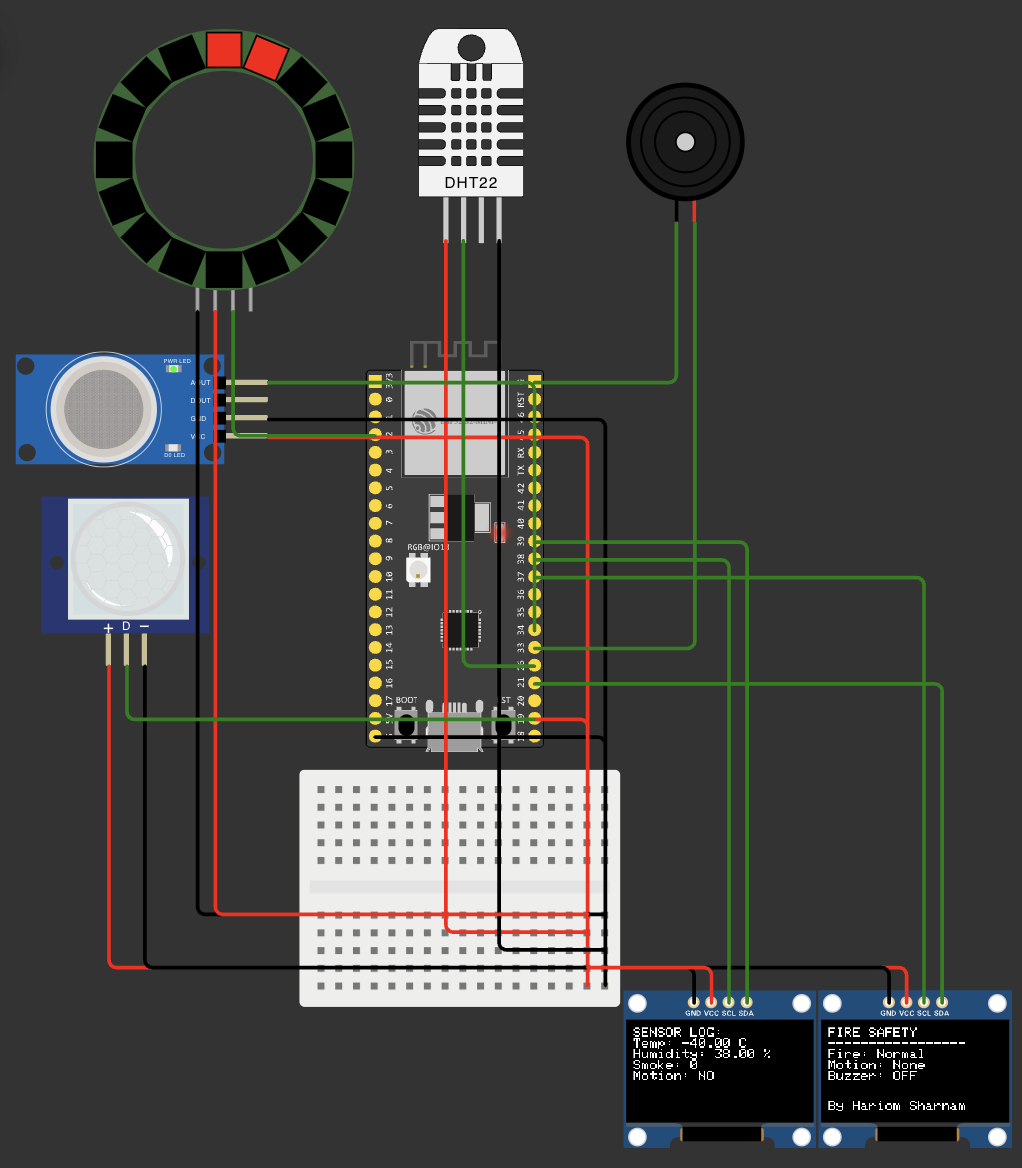 DHT22
PWR LED
AOUT
DOUT
GND
VCC
D0 LED
3V3
0
1
2
3
4
5
6
7
8
9
10
11
12
13
14
15
16
17
5V
RST
TX
RX
42
41
40
39
38
37
36
35
34
33
26
21
20
19
18
RGB@IO18
BOOT
RST
+ D −
GND VCC SCL SDA
SENSOR LOG:
Temp: -40.00 C
Humidity: 38.00 %
Smoke: 0
Motion: NO
GND VCC SCL SDA
FIRE SAFETY
-----------------
Fire: Normal
Motion: None
Buzzer: OFF
By Hariom Sharnam